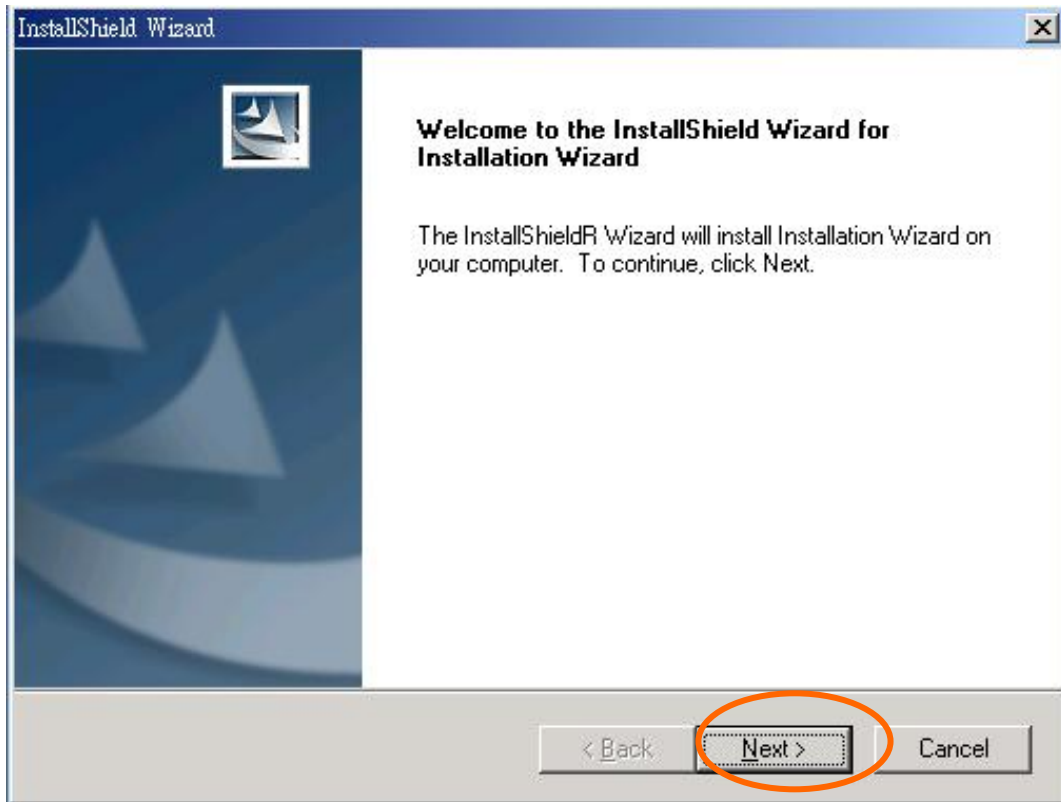 InstallShield Wizard
Welcome to the InstallShield Wizard for
Installation Wizard
The InstallShieldR Wizard will install Installation Wizard on
your computer. To continue, click Next.
< Back
Next >
Cancel